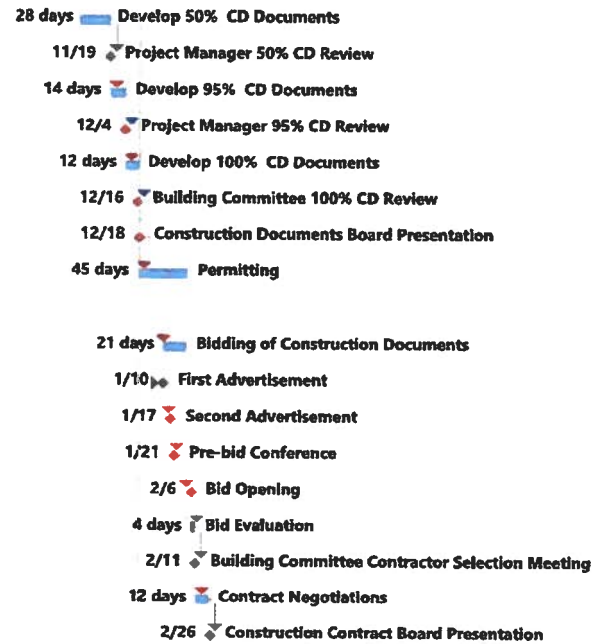 28 days Develop 50% CD Documents
11/19 Project Manager 50% CD Review
14 days Develop 95% CD Documents
12/4 Project Manager 95% CD Review
12 days Develop 100% CD Documents
12/16 Building Committee 100% CD Review
12/18 Construction Documents Board Presentation
45 days Permitting
21 days Bidding of Construction Documents
1/10 First Advertisement
1/17 Second Advertisement
1/21 Pre-bid Conference
2/6 Bid Opening
4 days Bid Evaluation
2/11 Building Committee Contractor Selection Meeting
12 days Contract Negotiations
2/26 Construction Contract Board Presentation